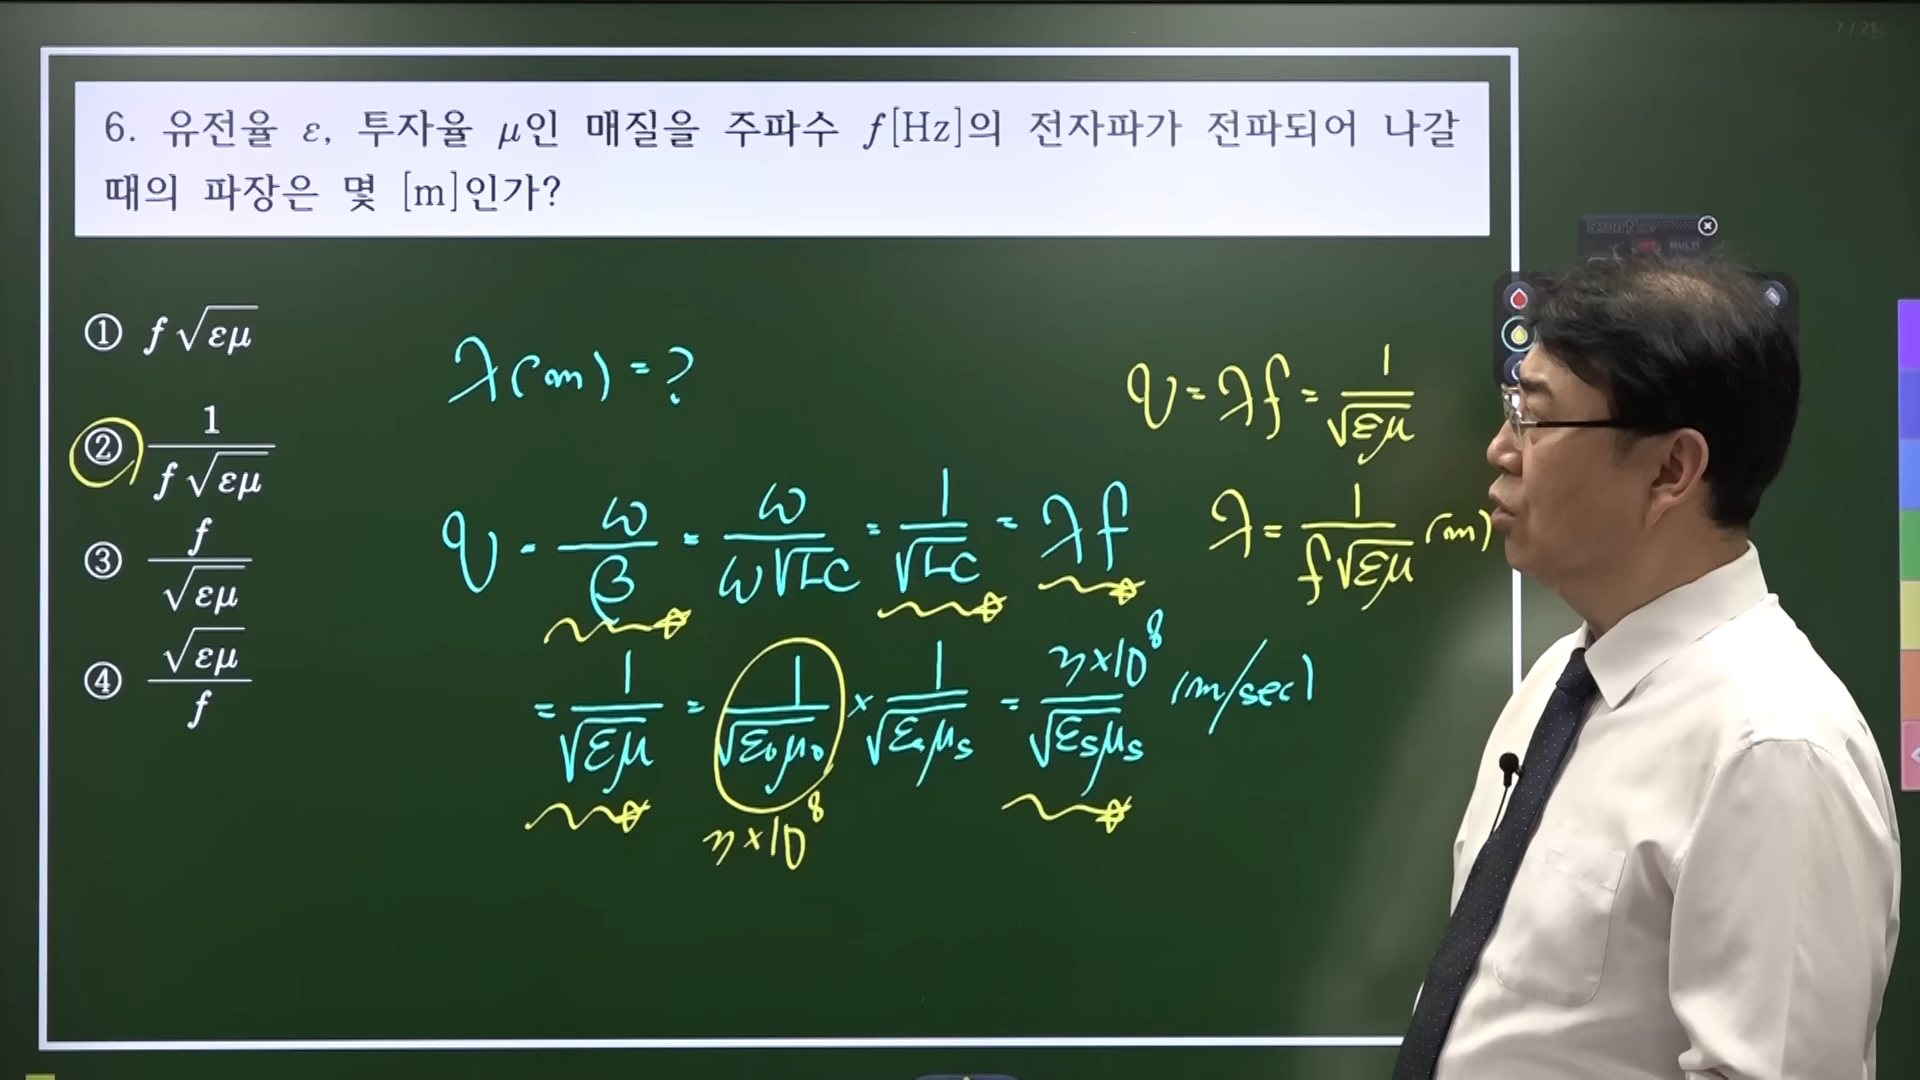 7 / 21
6. 유전율 ε, 투자율 μ인 매질을 주파수 f[Hz]의 전자파가 전파되어 나갈
때의 파장은 몇 [m]인가?
① f√εμ
② 1/(f√εμ)
③ f/√εμ
④ √εμ/f
λ(m) = ?
v = ω/β = ω/(ω√LC) = 1/√LC = λf
= 1/√εμ = 1/√ε₀μ₀ × 1/√εsμs = 3×10⁸/√εsμs (m/sec)
3×10⁸
v = λf = 1/√εμ
λ = 1/(f√εμ) (m)